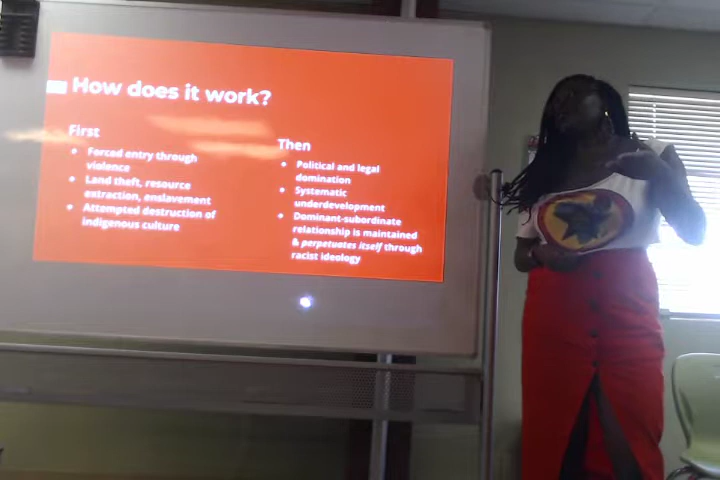 How does it work?
First
Forced entry through
violence
Land theft, resource
extraction, enslavement
Attempted destruction of
indigenous culture
Then
Political and legal
domination
Systematic
underdevelopment
Dominant-subordinate
relationship is maintained
& perpetuates itself through
racist ideology